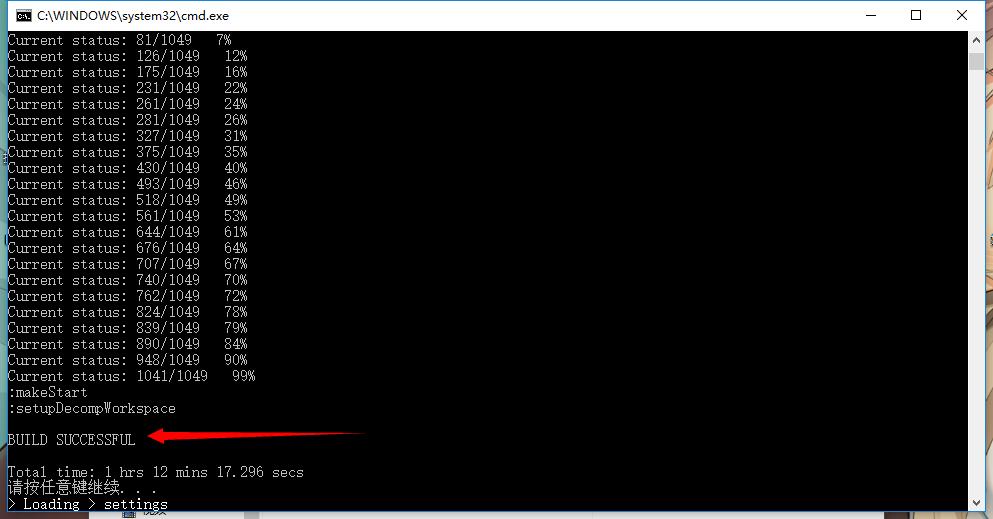 C:\WINDOWS\system32\cmd.exe
Current status: 81/1049   7%
Current status: 126/1049   12%
Current status: 175/1049   16%
Current status: 231/1049   22%
Current status: 261/1049   24%
Current status: 281/1049   26%
Current status: 327/1049   31%
Current status: 375/1049   35%
Current status: 430/1049   40%
Current status: 493/1049   46%
Current status: 518/1049   49%
Current status: 561/1049   53%
Current status: 644/1049   61%
Current status: 676/1049   64%
Current status: 707/1049   67%
Current status: 740/1049   70%
Current status: 762/1049   72%
Current status: 824/1049   78%
Current status: 839/1049   79%
Current status: 890/1049   84%
Current status: 948/1049   90%
Current status: 1041/1049   99%
:makeStart
:setupDecompWorkspace
BUILD SUCCESSFUL
Total time: 1 hrs 12 mins 17.296 secs
请按任意键继续. . .
> Loading > settings